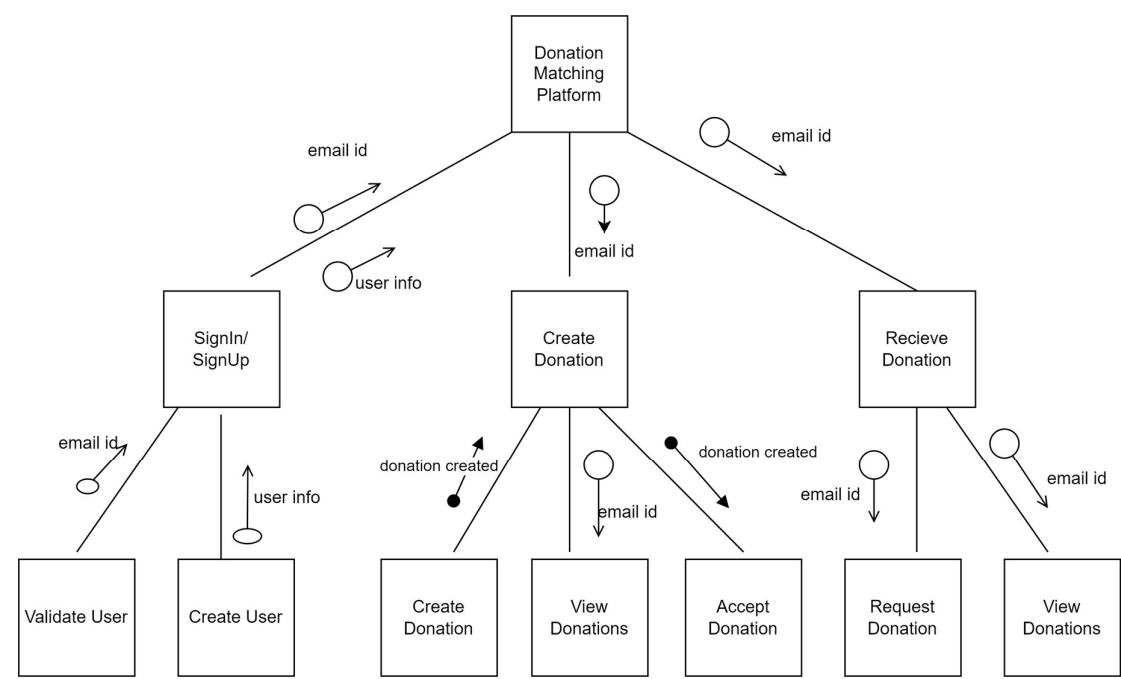 Donation
Matching
Platform
email id
email id
email id
user info
SignIn/
SignUp
Create
Donation
Recieve
Donation
email id
user info
donation created
email id
donation created
email id
email id
Validate User
Create User
Create
Donation
View
Donations
Accept
Donation
Request
Donation
View
Donations